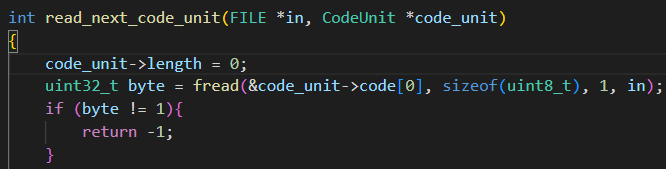 int read_next_code_unit(FILE *in, CodeUnit *code_unit)
{
    code_unit->length = 0;
    uint32_t byte = fread(&code_unit->code[0], sizeof(uint8_t), 1, in);
    if (byte != 1){
        return -1;
    }